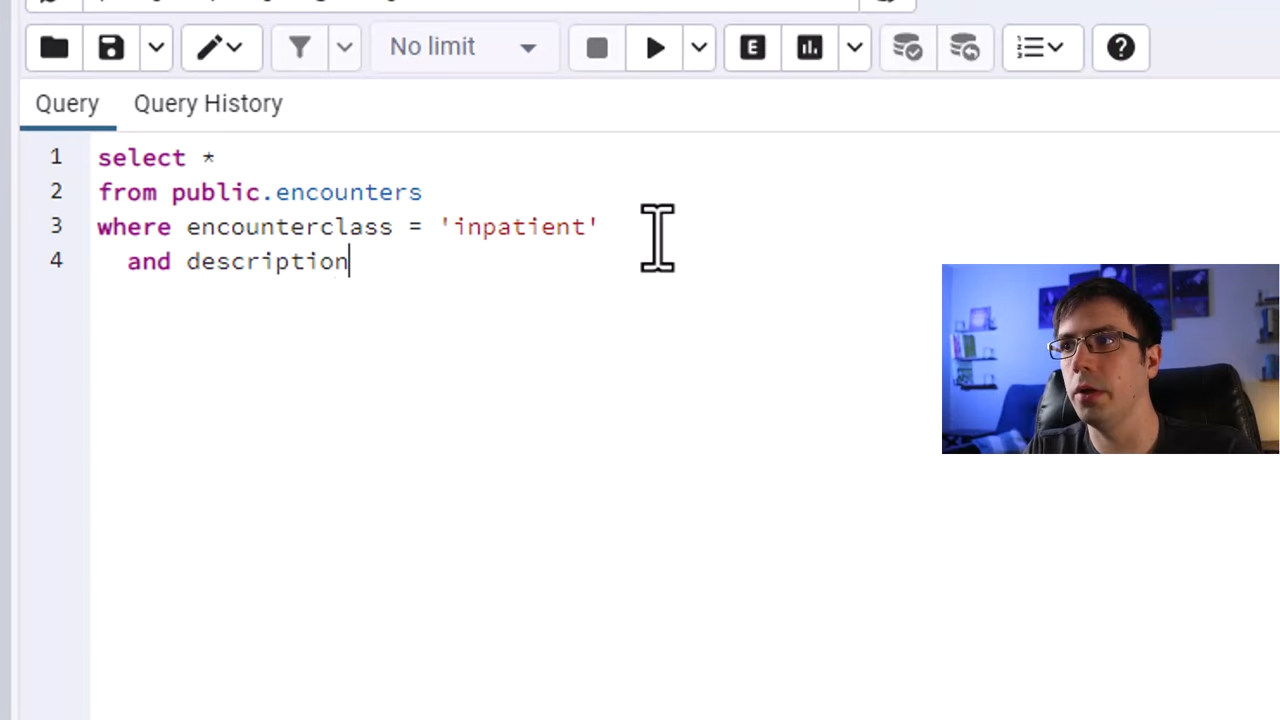 No limit
E
Query Query History
1 select *
2 from public.encounters
3 where encounterclass = 'inpatient'
4 and description